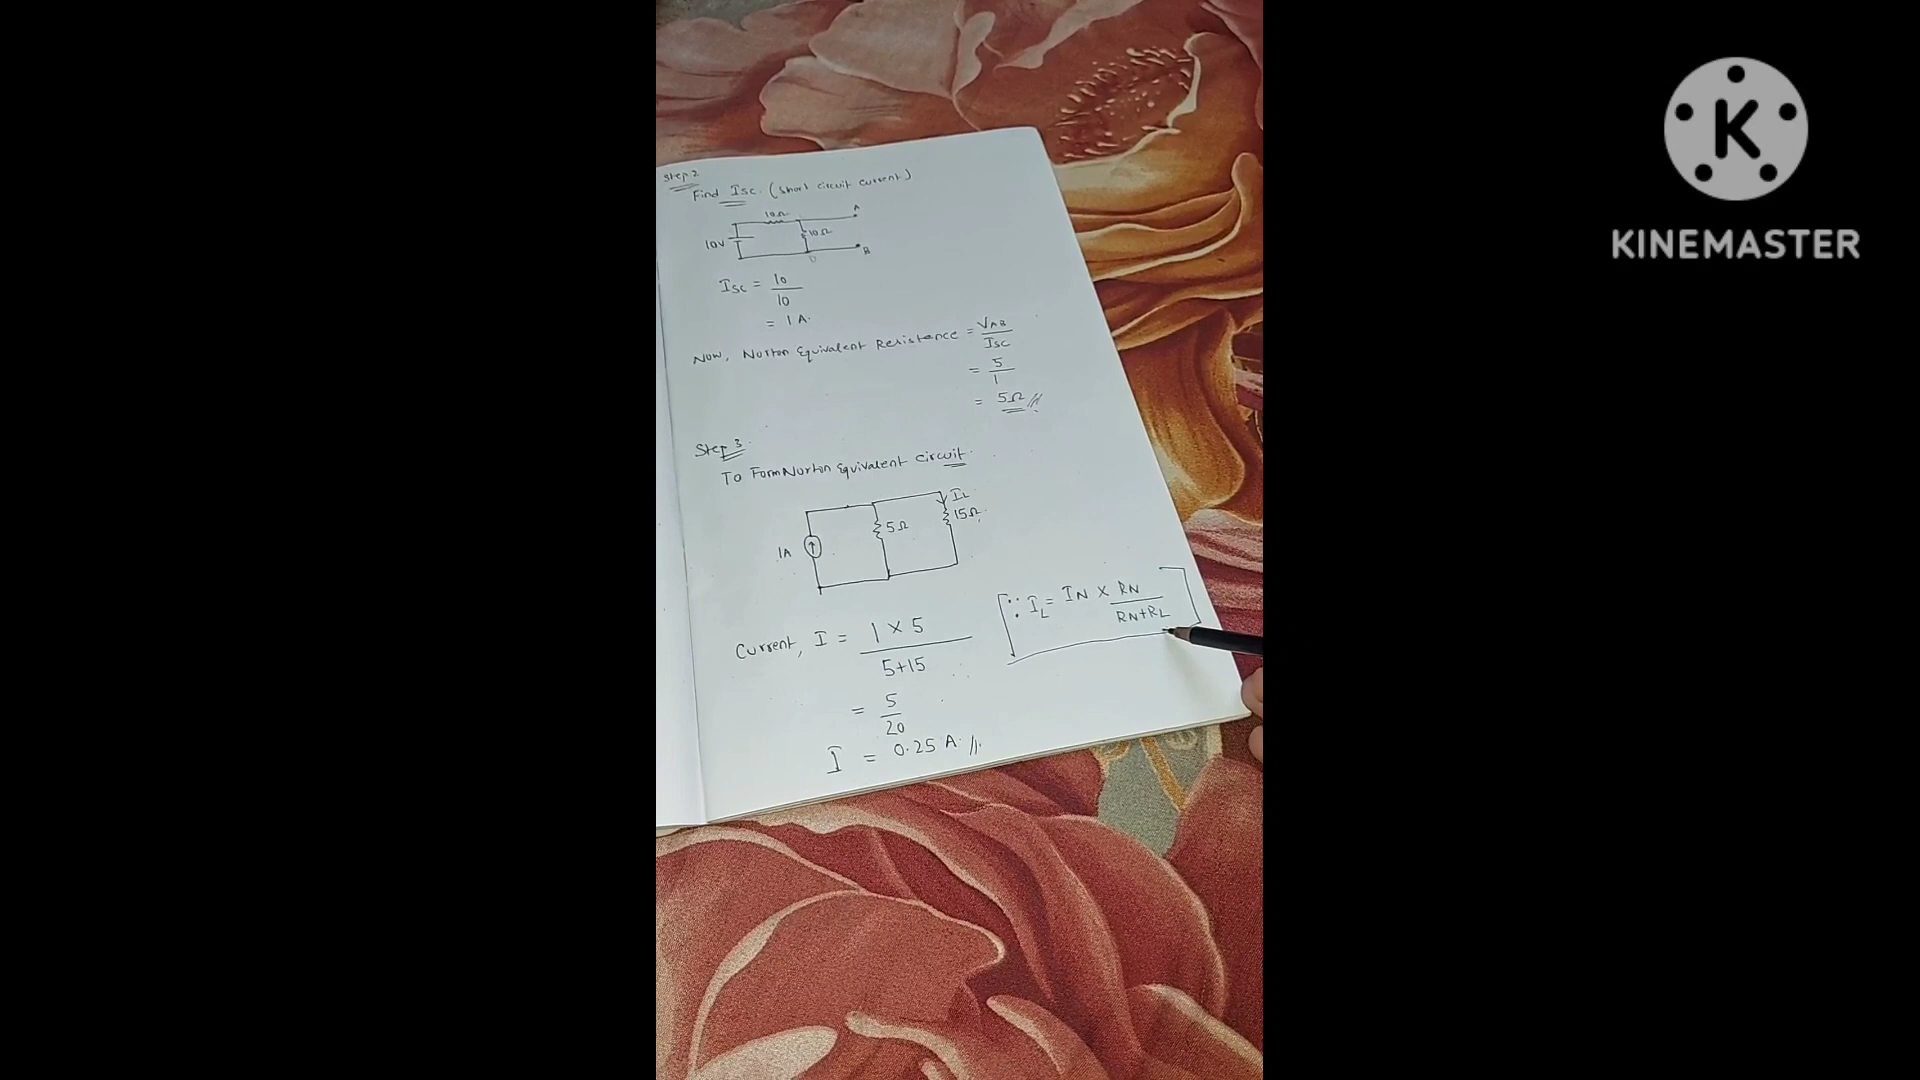 Step 2
Find Isc. (short circuit current)
10Ω
A
10V
10Ω
B
Isc = 10
10
= 1 A.
Now, Norton Equivalent Resistence = VAB
Isc
= 5
1
= 5Ω //
Step 3
To Form Norton Equivalent circuit.
IL
5Ω
15Ω
1A
∵ IL = IN × RN
RN+RL
Current, I = 1 × 5
5+15
= 5
20
I = 0.25 A. //.
K
KINEMASTER